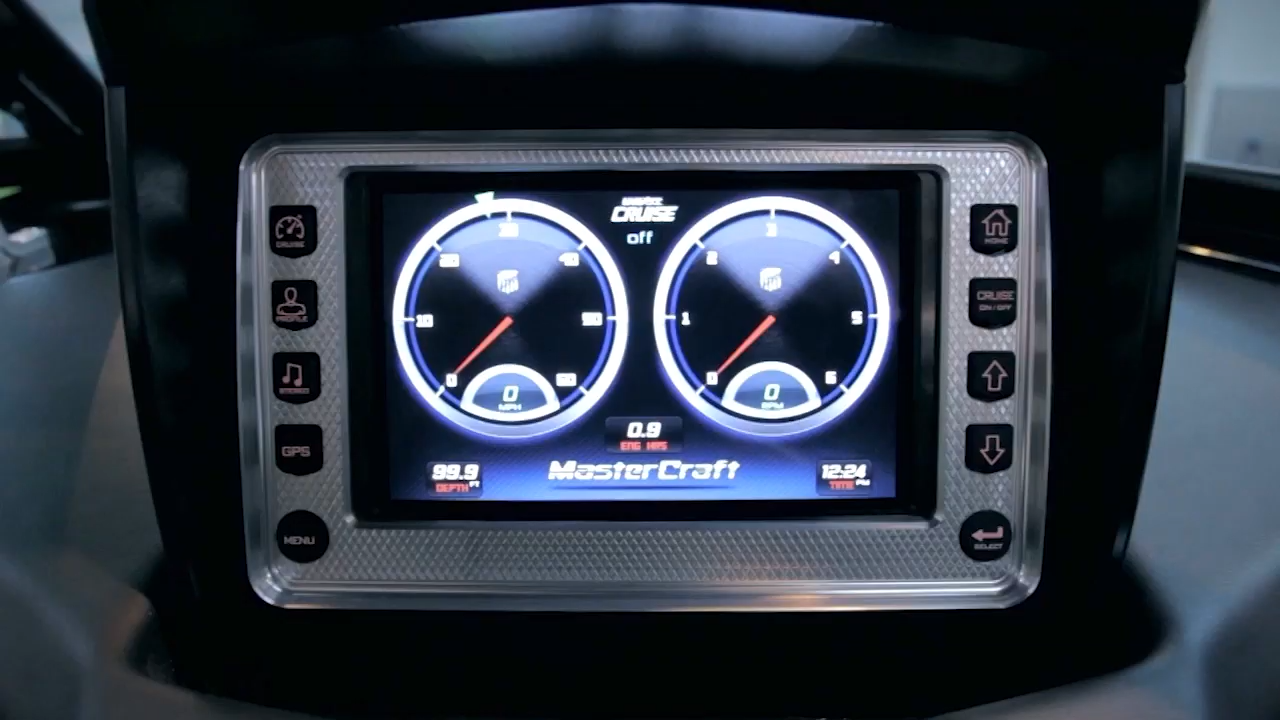 CRUISE
PROFILE
STEREO
GPS
MENU
30
20
40
10
50
0
60
0
MPH
CRUISE
off
3
2
4
1
5
0
6
0
RPM
0.9
ENG HRS
99.9 FT
DEPTH
MasterCraft
12:24 PM
TIME
HOME
CRUISE
ON / OFF
SELECT